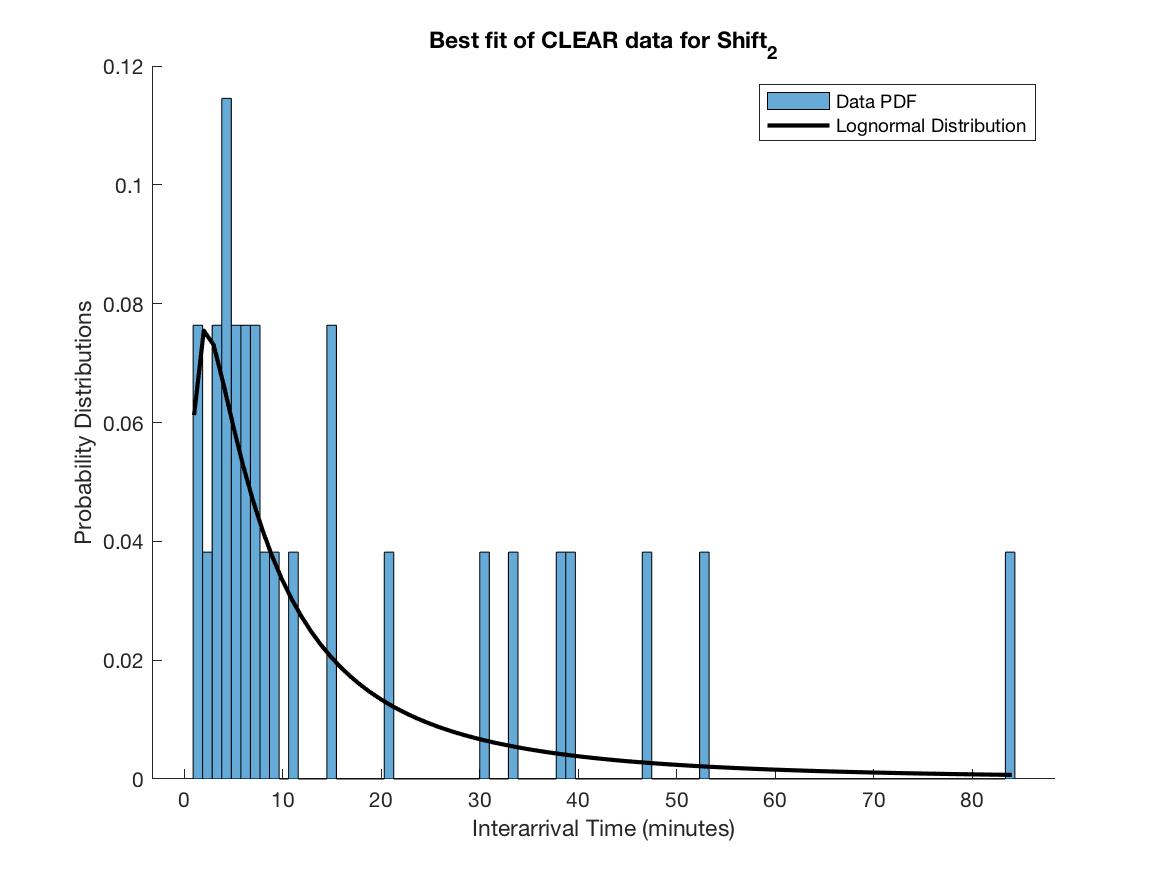 Best fit of CLEAR data for Shift₂
0.12
Data PDF
Lognormal Distribution
0.1
0.08
0.06
0.04
0.02
0
Probability Distributions
0 10 20 30 40 50 60 70 80
Interarrival Time (minutes)